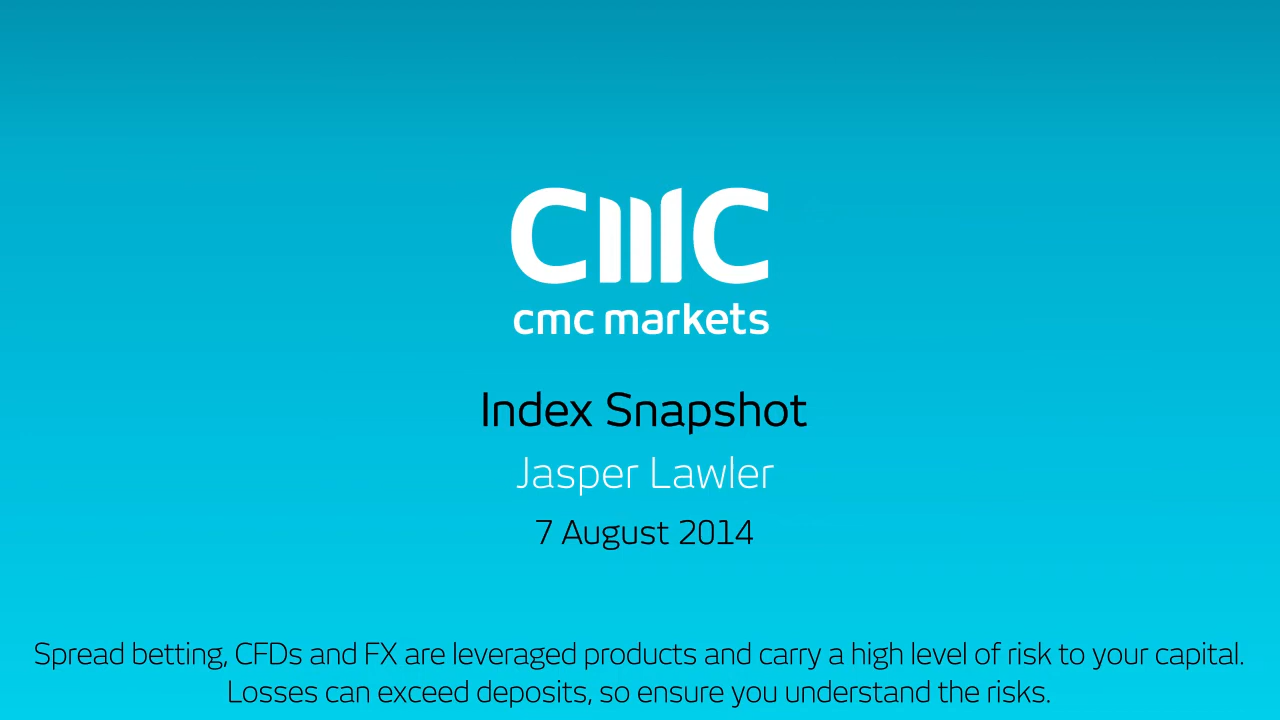 CMC
cmc markets
Index Snapshot
Jasper Lawler
7 August 2014
Spread betting, CFDs and FX are leveraged products and carry a high level of risk to your capital.
Losses can exceed deposits, so ensure you understand the risks.